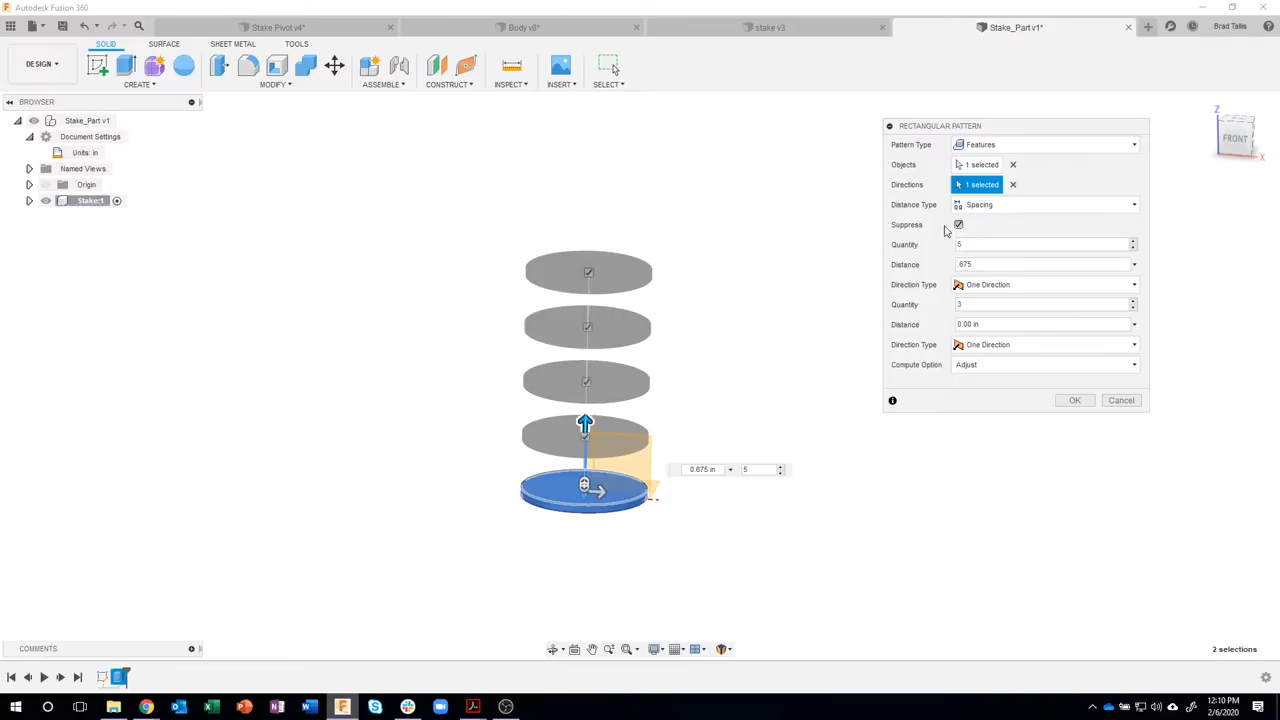 Autodesk Fusion 360
Stake Pivot v4*
Body v8*
stake v3
Stake_Part v1*
Brad Tallis
DESIGN
SOLID
SURFACE
SHEET METAL
TOOLS
CREATE
MODIFY
ASSEMBLE
CONSTRUCT
INSPECT
INSERT
SELECT
BROWSER
Stake_Part v1
Document Settings
Units: in
Named Views
Origin
Stake:1
Z
FRONT
X
RECTANGULAR PATTERN
Pattern Type Features
Objects 1 selected
Directions 1 selected
Distance Type Spacing
Suppress
Quantity 5
Distance .675
Direction Type One Direction
Quantity 3
Distance 0.00 in
Direction Type One Direction
Compute Option Adjust
OK Cancel
0.675 in 5
COMMENTS
2 selections
12:10 PM
2/6/2020